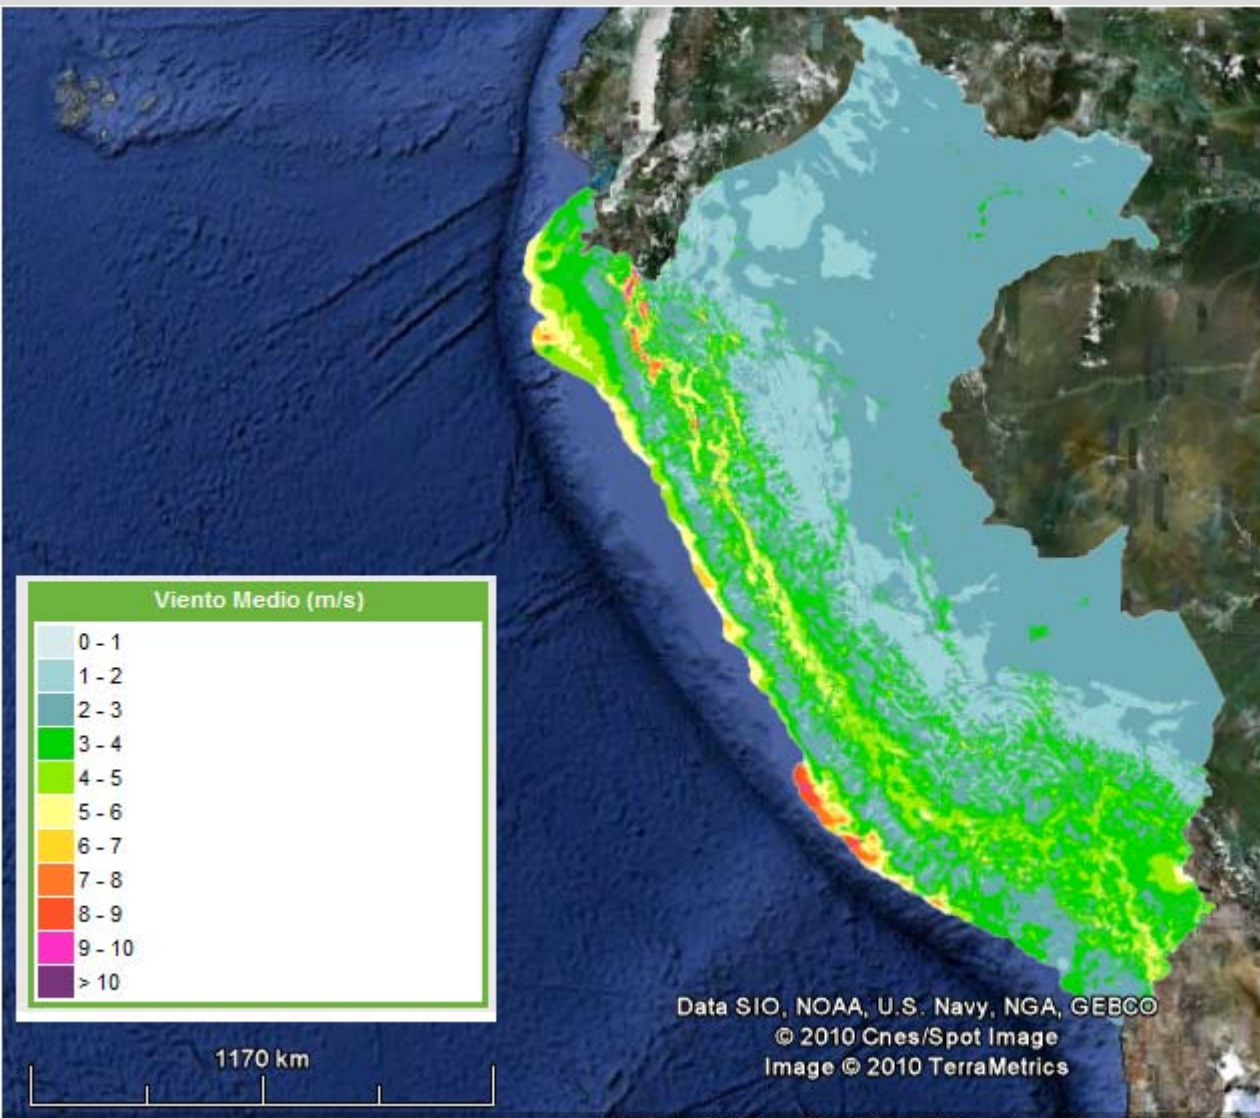 Viento Medio (m/s)
0 - 1
1 - 2
2 - 3
3 - 4
4 - 5
5 - 6
6 - 7
7 - 8
8 - 9
9 - 10
> 10
Data SIO, NOAA, U.S. Navy, NGA, GEBCO
© 2010 Cnes/Spot Image
Image © 2010 TerraMetrics
1170 km